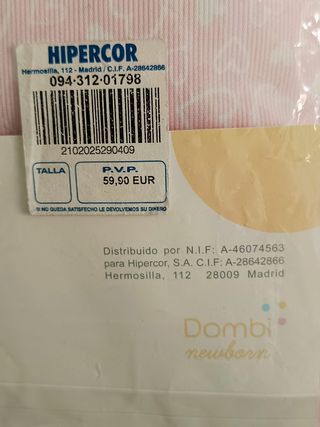 HIPERCOR
Hermosilla, 112 - Madrid / C.I.F. A-28642866
094-312-01798
2102025290409
TALLA
P.V.P.
59,90 EUR
SI NO QUEDA SATISFECHO LE DEVOLVEMOS SU DINERO
Distribuido por N.I.F: A-46074563
para Hipercor, S.A. C.I.F: A-28642866
Hermosilla, 112 28009 Madrid
Dombi
newborn